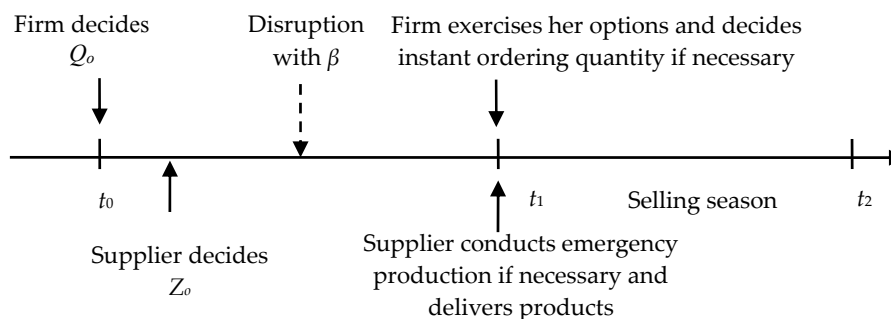 Firm decides
Qo
Disruption
with β
Firm exercises her options and decides
instant ordering quantity if necessary
t0
t1
Selling season
t2
Supplier decides
Zo
Supplier conducts emergency
production if necessary and
delivers products